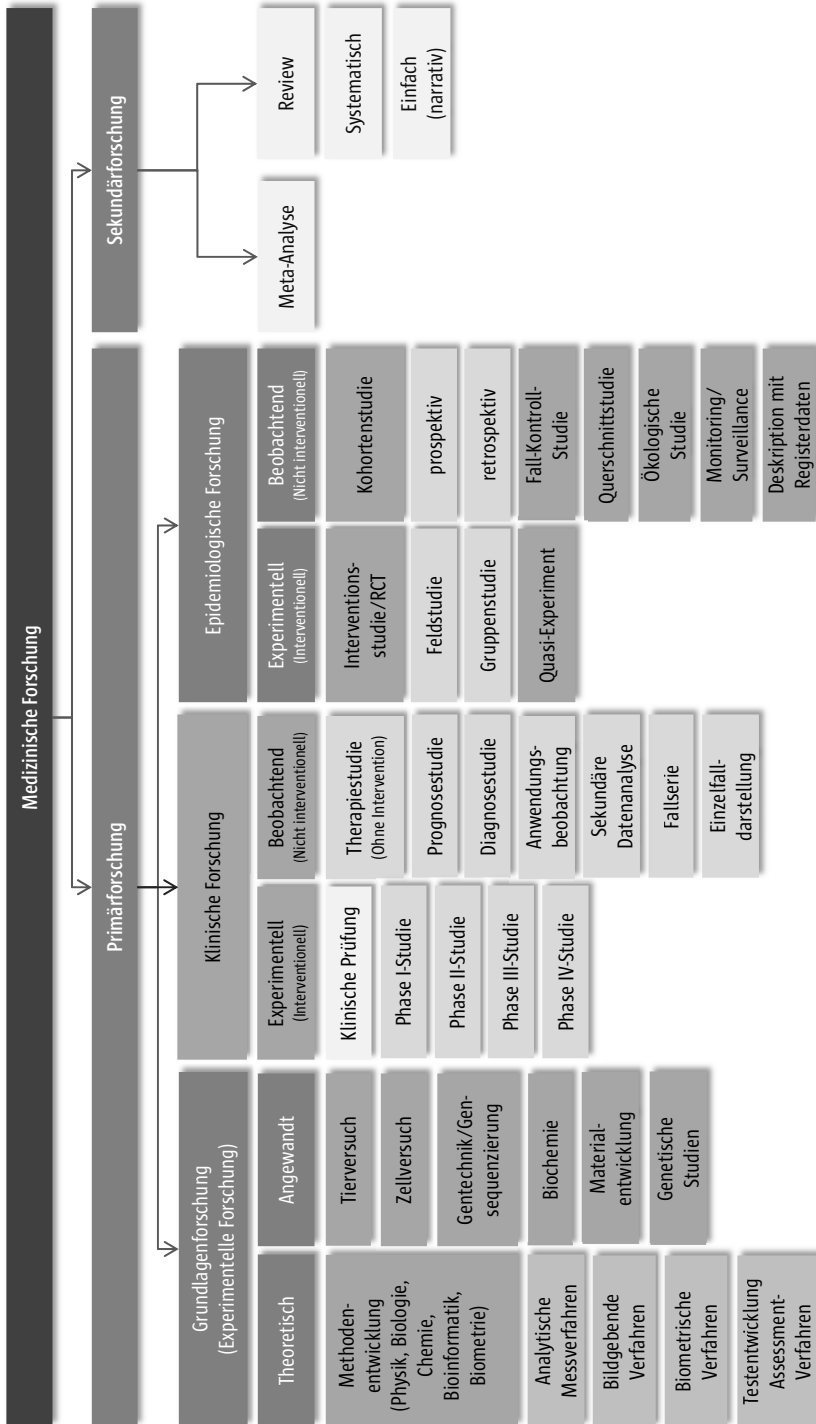 Medizinische Forschung
Primärforschung
Sekundärforschung
Grundlagenforschung
(Experimentelle Forschung)
Klinische Forschung
Epidemiologische Forschung
Theoretisch
Methoden-
entwicklung
(Physik, Biologie,
Chemie,
Bioinformatik,
Biometrie)
Analytische
Messverfahren
Bildgebende
Verfahren
Biometrische
Verfahren
Testentwicklung
Assessment-
Verfahren
Angewandt
Tierversuch
Zellversuch
Gentechnik/Gen-
sequenzierung
Biochemie
Material-
entwicklung
Genetische
Studien
Experimentell
(Interventionell)
Klinische Prüfung
Phase I-Studie
Phase II-Studie
Phase III-Studie
Phase IV-Studie
Beobachtend
(Nicht interventionell)
Therapiestudie
(Ohne Intervention)
Prognosestudie
Diagnosestudie
Anwendungs-
beobachtung
Sekundäre
Datenanalyse
Fallserie
Einzelfall-
darstellung
Experimentell
(Interventionell)
Interventions-
studie/RCT
Feldstudie
Gruppenstudie
Quasi-Experiment
Beobachtend
(Nicht interventionell)
Kohortenstudie
prospektiv
retrospektiv
Fall-Kontroll-
Studie
Querschnittstudie
Ökologische
Studie
Monitoring/
Surveillance
Deskription mit
Registerdaten
Meta-Analyse
Review
Systematisch
Einfach
(narrativ)